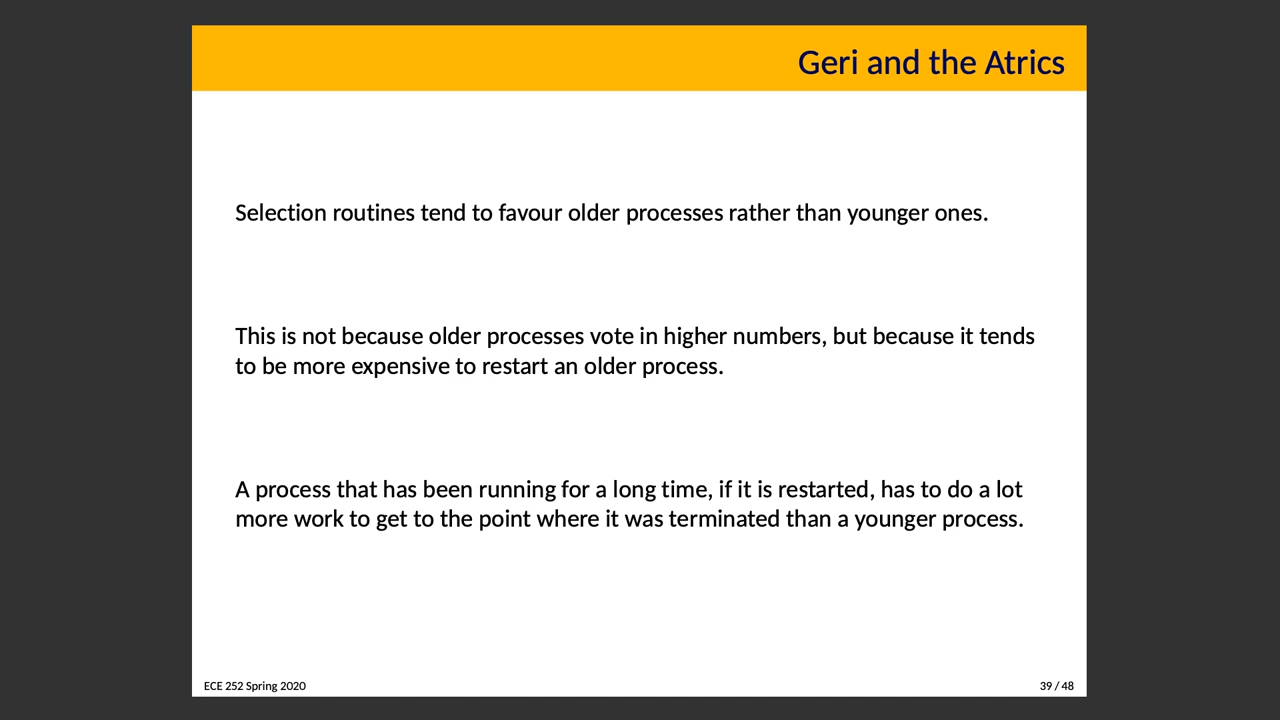 Geri and the Atrics
Selection routines tend to favour older processes rather than younger ones.
This is not because older processes vote in higher numbers, but because it tends
to be more expensive to restart an older process.
A process that has been running for a long time, if it is restarted, has to do a lot
more work to get to the point where it was terminated than a younger process.
ECE 252 Spring 2020
39 / 48